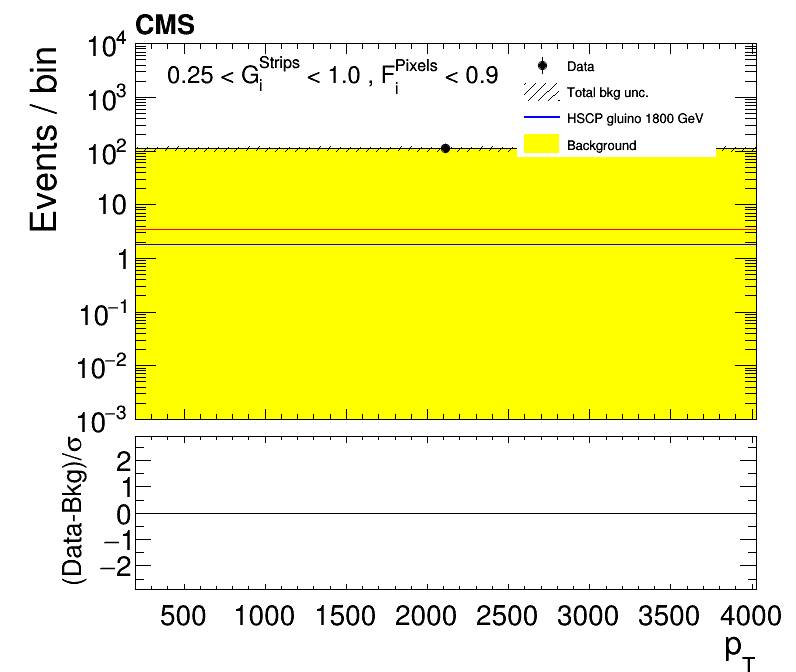 CMS
Events / bin
10^4
10^3
10^2
10
1
10^−1
10^−2
10^−3
0.25 < G_i^Strips < 1.0 , F_i^Pixels < 0.9
Data
Total bkg unc.
HSCP gluino 1800 GeV
Background
(Data-Bkg)/σ
2
1
0
−1
−2
500 1000 1500 2000 2500 3000 3500 4000
p_T